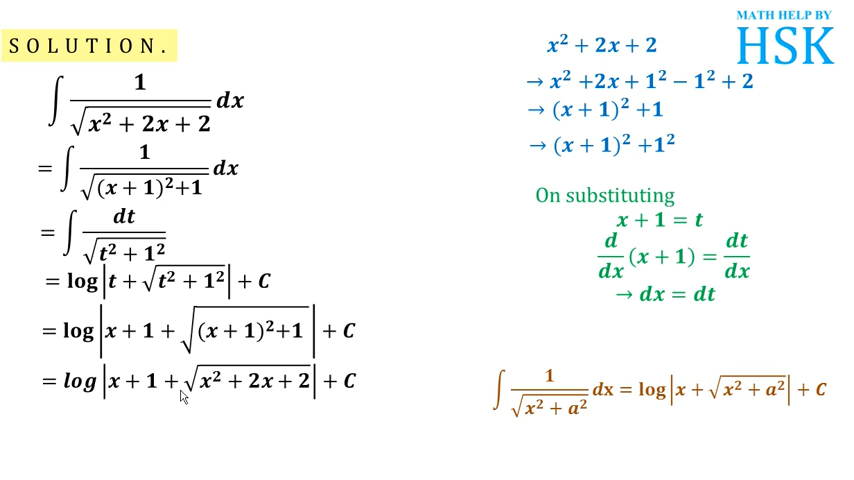 SOLUTION.
∫ 1/√(x² + 2x + 2) dx
= ∫ 1/√((x + 1)²+1) dx
= ∫ dt/√(t² + 1²)
= log|t + √(t² + 1²)| + C
= log|x + 1 + √((x + 1)²+1)| + C
= log|x + 1 + √(x² + 2x + 2)| + C
MATH HELP BY
HSK
x² + 2x + 2
→ x² +2x + 1² − 1² + 2
→ (x + 1)² +1
→ (x + 1)² +1²
On substituting
x + 1 = t
d/dx (x + 1) = dt/dx
→ dx = dt
∫ 1/√(x² + a²) dx = log|x + √(x² + a²)| + C